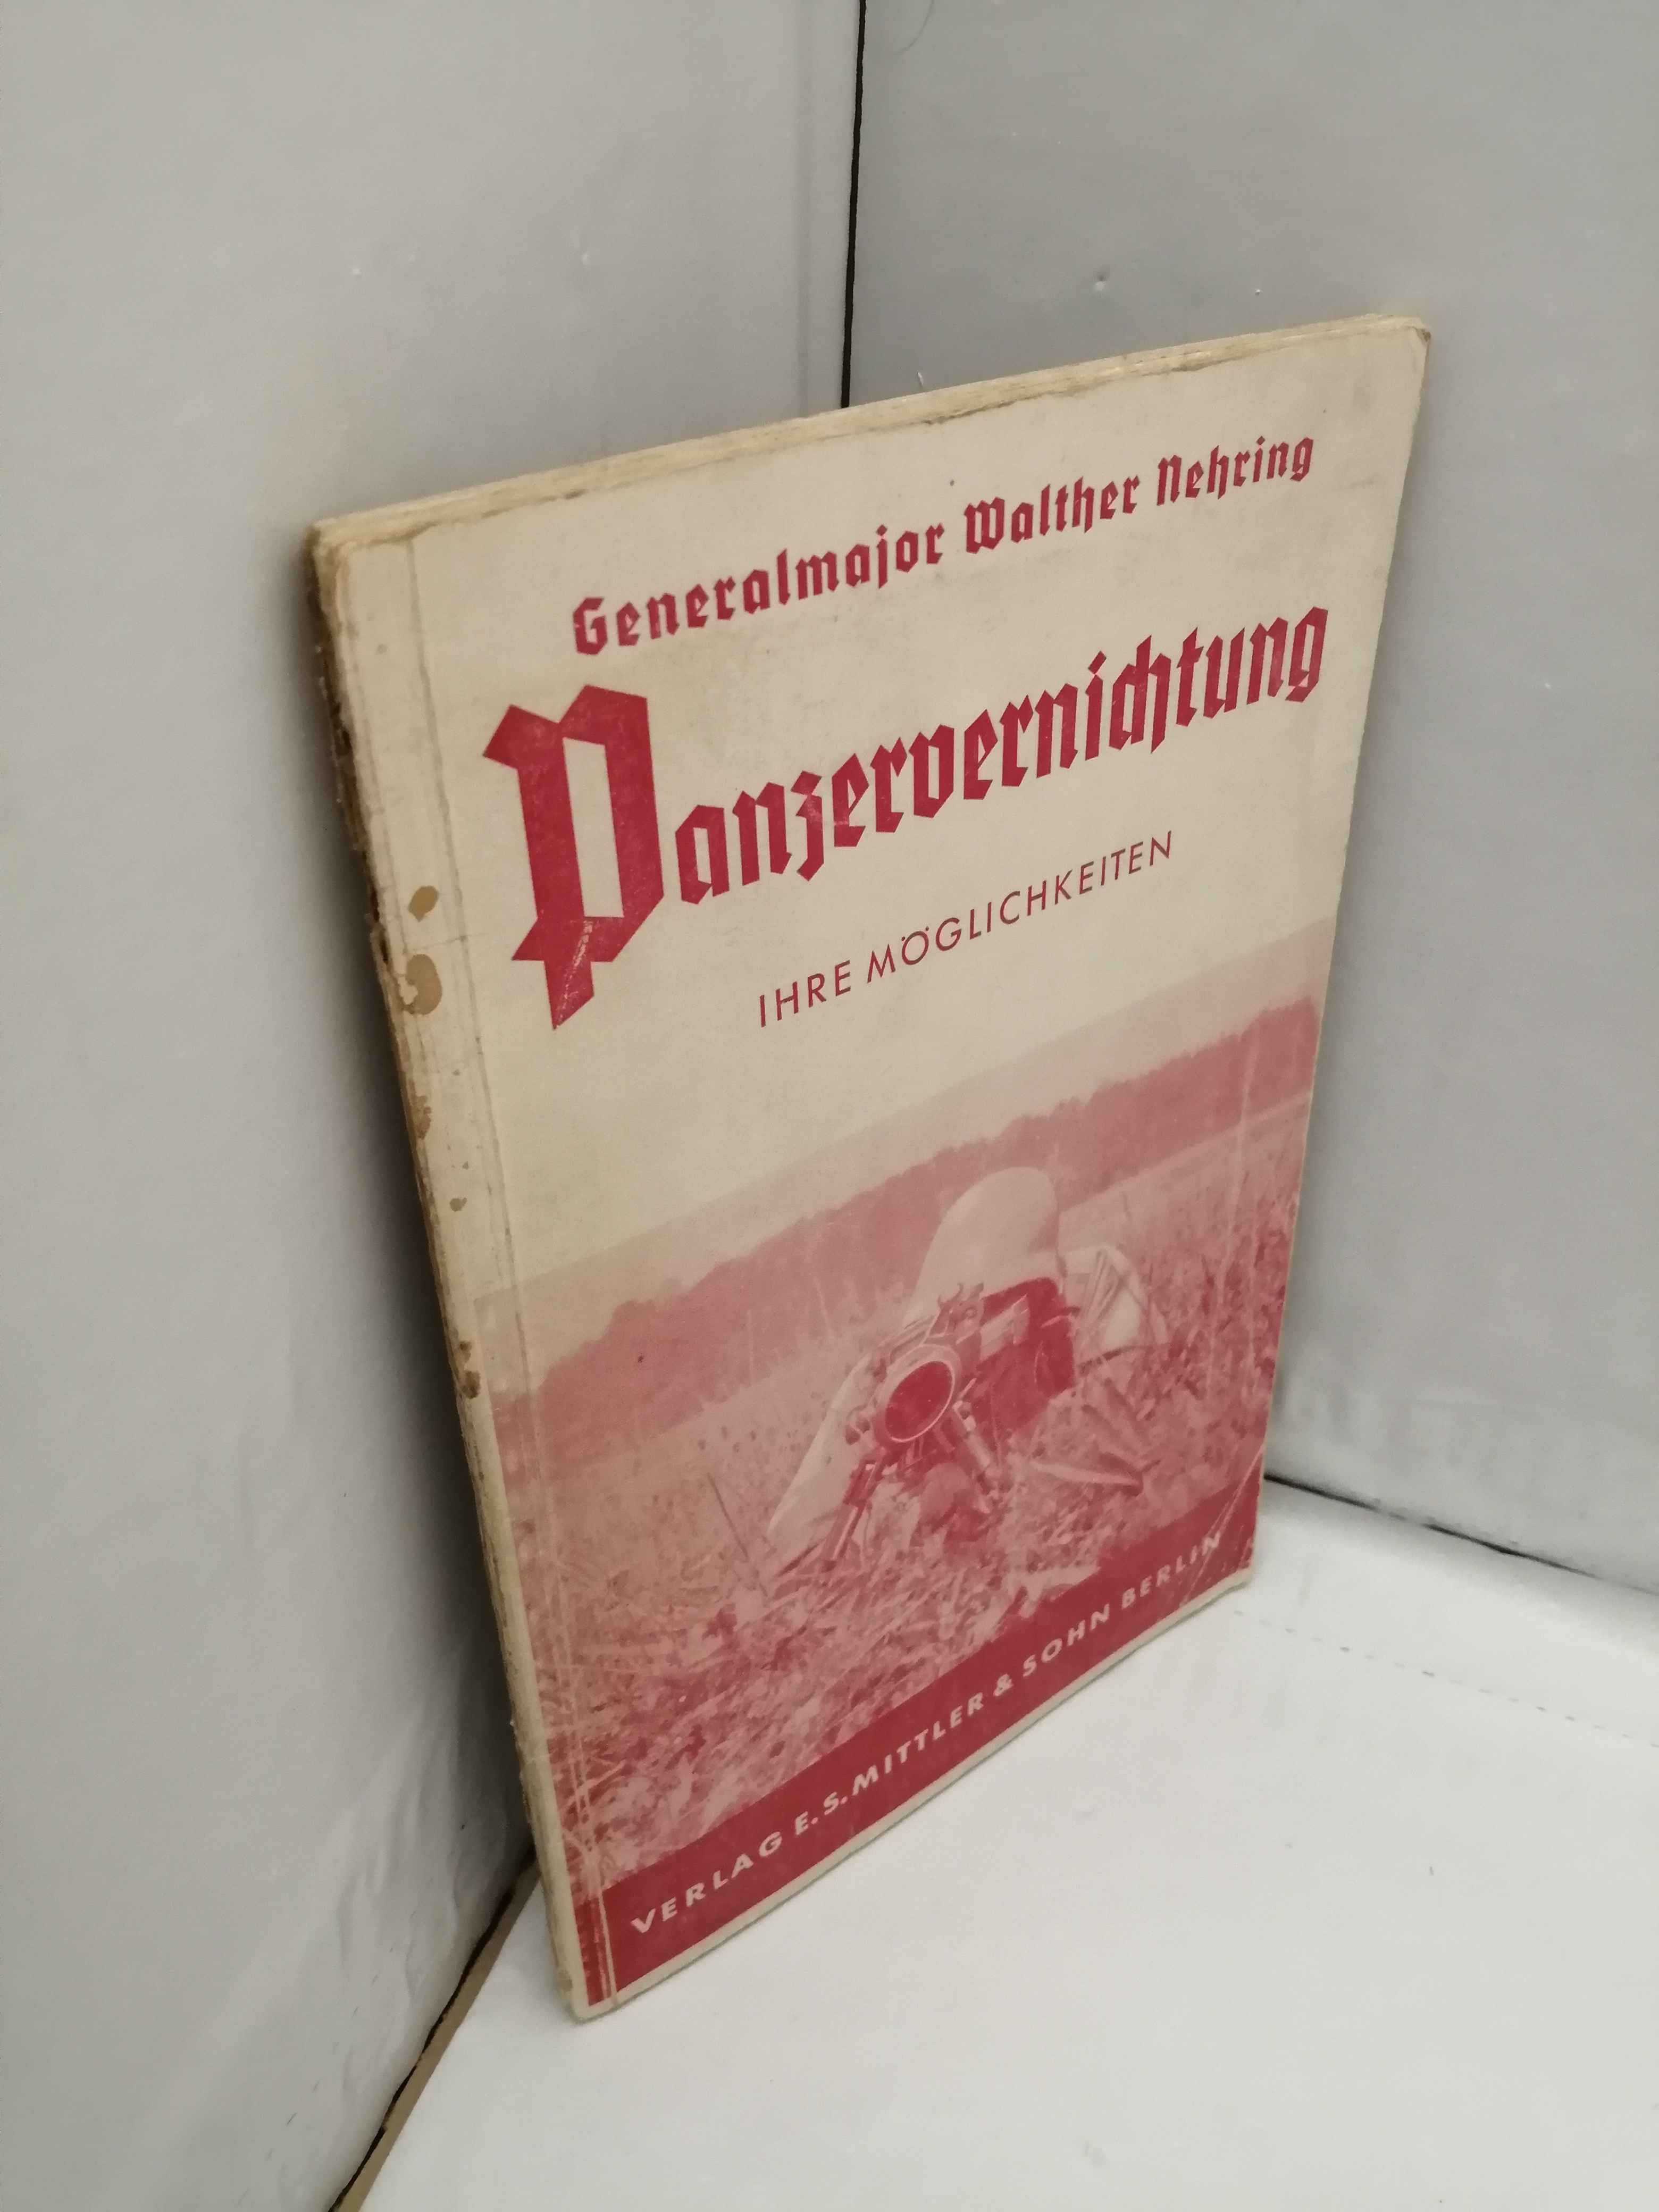 Generalmajor Walther Nehring
Panzervernichtung
IHRE MÖGLICHKEITEN
VERLAG E.S. MITTLER & SOHN BERLIN